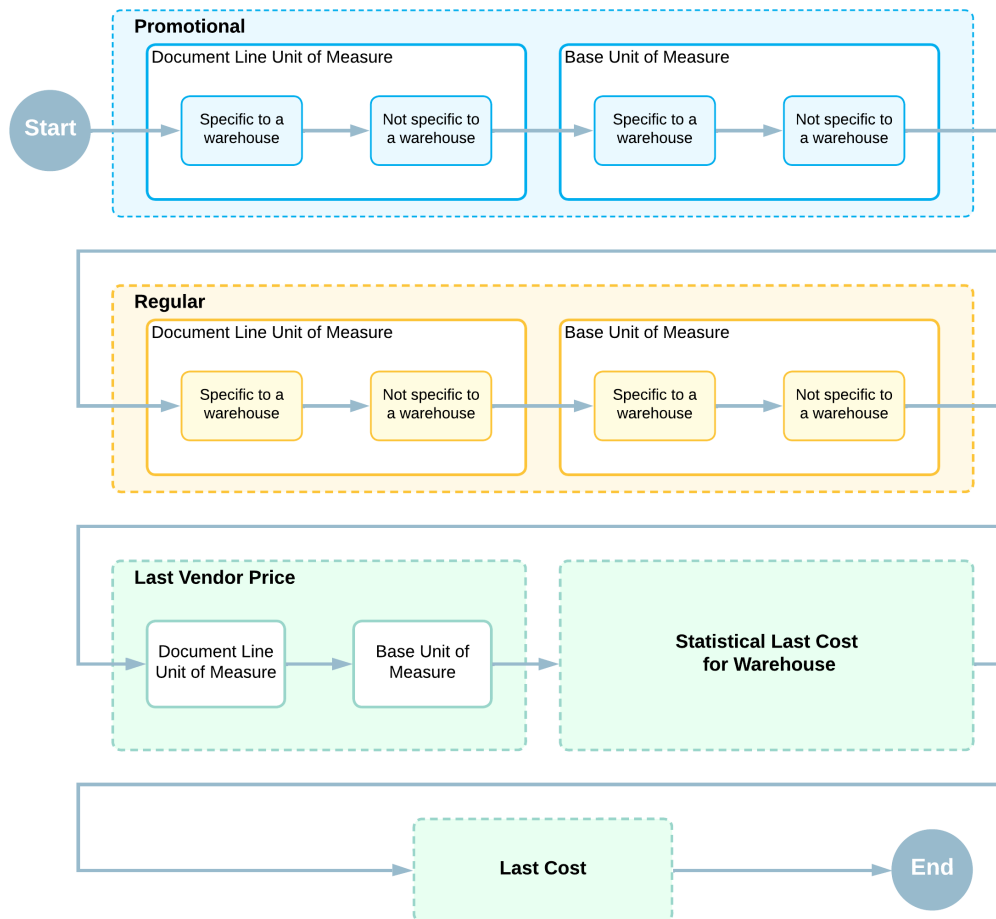 Promotional
Document Line Unit of Measure
Base Unit of Measure
Start
Specific to a
warehouse
Not specific to
a warehouse
Specific to a
warehouse
Not specific to
a warehouse
Regular
Document Line Unit of Measure
Base Unit of Measure
Specific to a
warehouse
Not specific to
a warehouse
Specific to a
warehouse
Not specific to
a warehouse
Last Vendor Price
Document Line
Unit of Measure
Base Unit of
Measure
Statistical Last Cost
for Warehouse
Last Cost
End